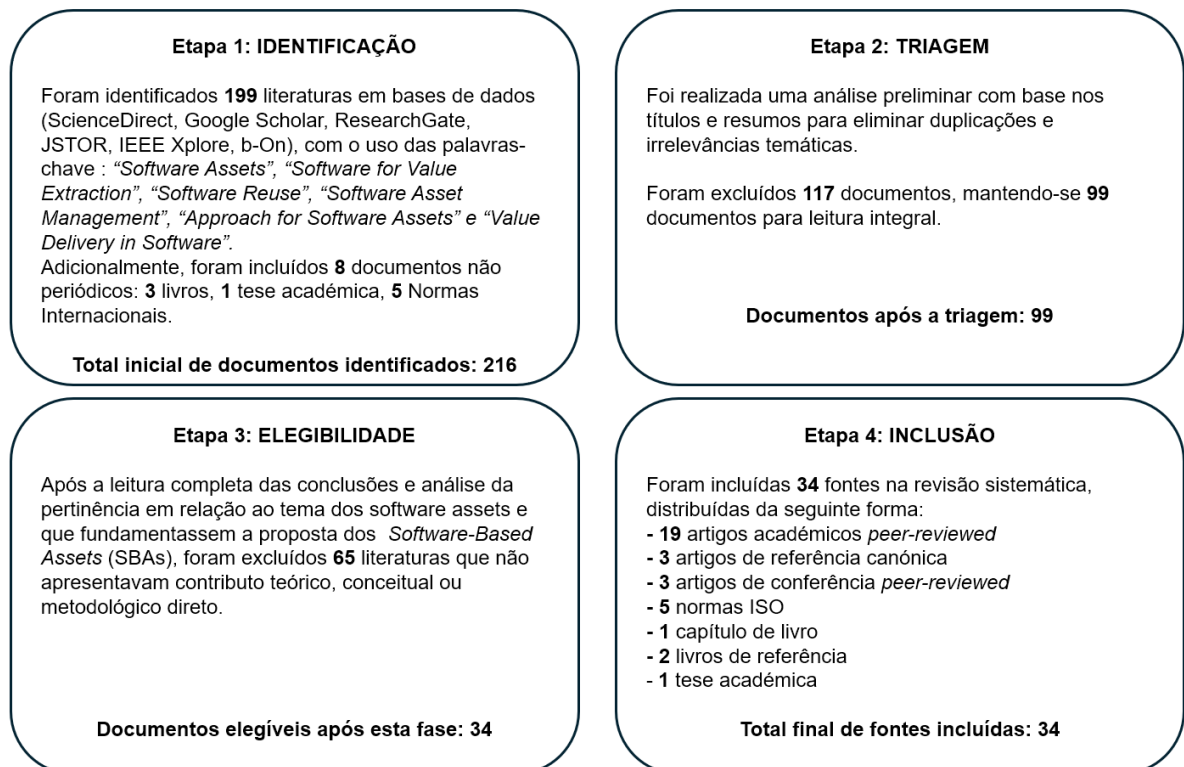 Etapa 1: IDENTIFICAÇÃO
Foram identificados 199 literaturas em bases de dados
(ScienceDirect, Google Scholar, ResearchGate,
JSTOR, IEEE Xplore, b-On), com o uso das palavras-
chave : “Software Assets”, “Software for Value
Extraction”, “Software Reuse”, “Software Asset
Management”, “Approach for Software Assets” e “Value
Delivery in Software”.
Adicionalmente, foram incluídos 8 documentos não
periódicos: 3 livros, 1 tese académica, 5 Normas
Internacionais.
Total inicial de documentos identificados: 216
Etapa 2: TRIAGEM
Foi realizada uma análise preliminar com base nos
títulos e resumos para eliminar duplicações e
irrelevâncias temáticas.
Foram excluídos 117 documentos, mantendo-se 99
documentos para leitura integral.
Documentos após a triagem: 99
Etapa 3: ELEGIBILIDADE
Após a leitura completa das conclusões e análise da
pertinência em relação ao tema dos software assets e
que fundamentassem a proposta dos Software-Based
Assets (SBAs), foram excluídos 65 literaturas que não
apresentavam contributo teórico, conceitual ou
metodológico direto.
Documentos elegíveis após esta fase: 34
Etapa 4: INCLUSÃO
Foram incluídas 34 fontes na revisão sistemática,
distribuídas da seguinte forma:
- 19 artigos académicos peer-reviewed
- 3 artigos de referência canónica
- 3 artigos de conferência peer-reviewed
- 5 normas ISO
- 1 capítulo de livro
- 2 livros de referência
- 1 tese académica
Total final de fontes incluídas: 34